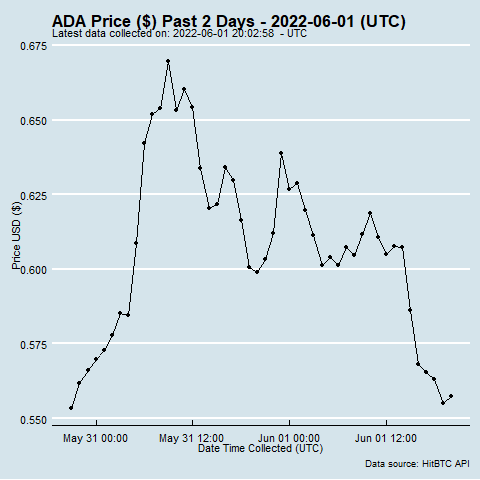 ADA Price ($) Past 2 Days - 2022-06-01 (UTC)
Latest data collected on: 2022-06-01 20:02:58  - UTC
0.675
0.650
0.625
0.600
0.575
0.550
Price USD ($)
May 31 00:00
May 31 12:00
Jun 01 00:00
Jun 01 12:00
Date Time Collected (UTC)
Data source: HitBTC API